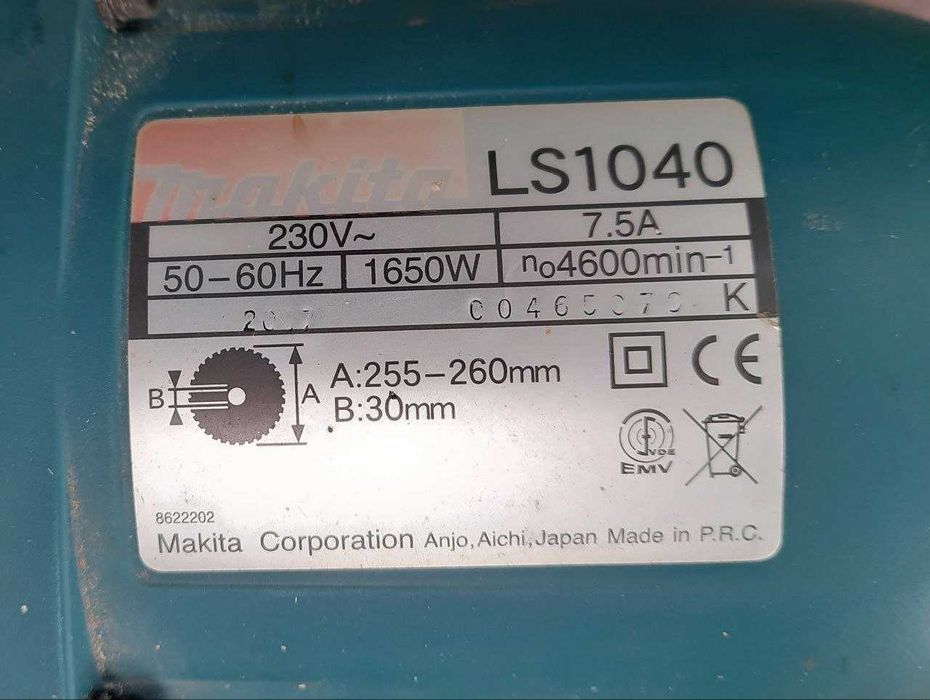 makita LS1040
230V~ 7.5A
50-60Hz 1650W no4600min-1
K
B A A:255-260mm
B:30mm
CE
VDE
EMV
8622202
Makita Corporation Anjo,Aichi,Japan Made in P.R.C.